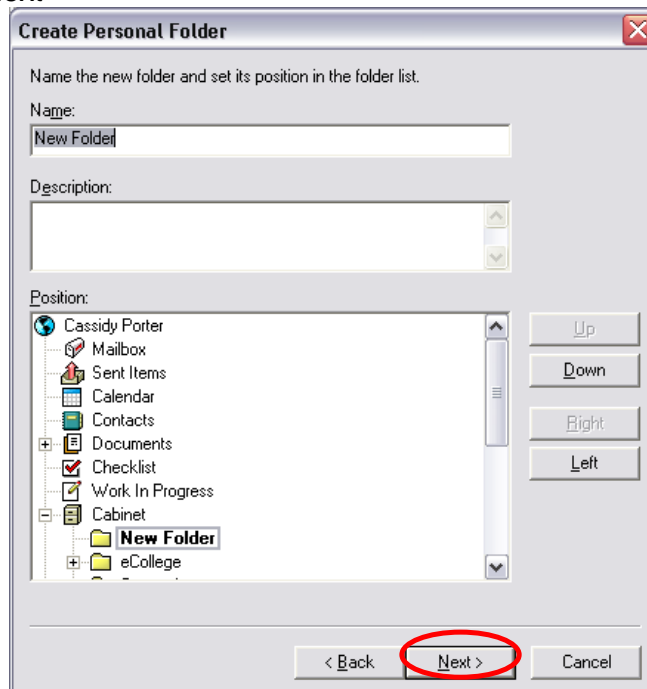 Create Personal Folder
Name the new folder and set its position in the folder list.
Name:
New Folder
Description:
Position:
Cassidy Porter
Mailbox
Sent Items
Calendar
Contacts
Documents
Checklist
Work In Progress
Cabinet
New Folder
eCollege
Up
Down
Right
Left
< Back
Next >
Cancel